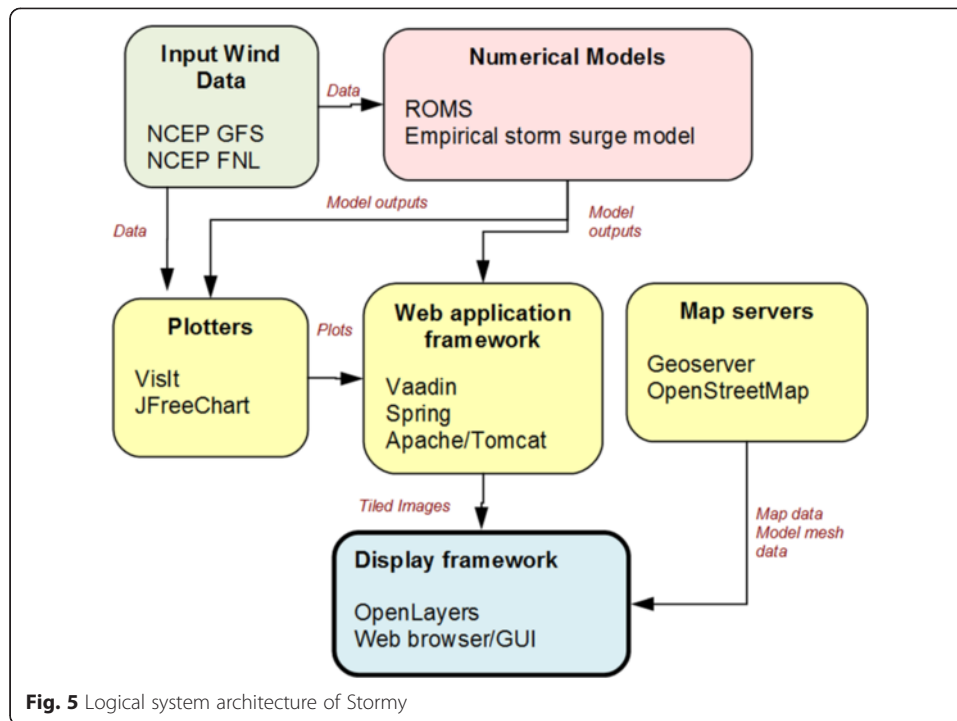 Input Wind
Data
NCEP GFS
NCEP FNL
Data
Numerical Models
ROMS
Empirical storm surge model
Model outputs
Model
outputs
Data
Plotters
VisIt
JFreeChart
Plots
Web application
framework
Vaadin
Spring
Apache/Tomcat
Map servers
Geoserver
OpenStreetMap
Tiled Images
Map data
Model mesh
data
Display framework
OpenLayers
Web browser/GUI
Fig. 5 Logical system architecture of Stormy